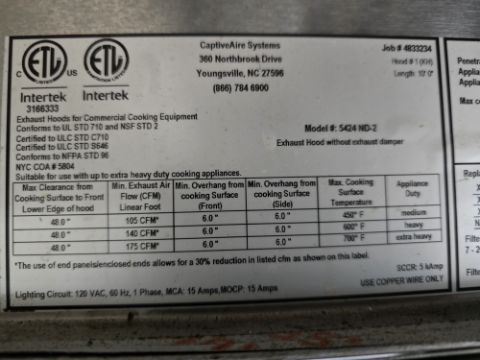 CaptiveAire Systems
360 Northbrook Drive
Youngsville, NC 27596
(866) 784 6900
Job # 4833234
Hood # 1 (KH)
Length: 10' 0"
C ETL US ETL
Intertek Intertek
3166333
Exhaust Hoods for Commercial Cooking Equipment
Conforms to UL STD 710 and NSF STD 2
Certified to ULC STD C710
Certified to ULC STD S646
Conforms to NFPA STD 96
NYC COA # 5804
Model #: 5424 ND-2
Exhaust Hood without exhaust damper
Suitable for use with up to extra heavy duty cooking appliances.
Max Clearance from Cooking Surface to Front Lower Edge of hood | Min. Exhaust Air Flow (CFM) Linear Foot | Min. Overhang from cooking Surface (Front) | Min. Overhang from cooking Surface (Side) | Max. Cooking Surface Temperature | Appliance Duty
48.0" 105 CFM* 6.0" 6.0" 450° F medium
48.0" 140 CFM* 6.0" 6.0" 600° F heavy
48.0" 175 CFM* 6.0" 6.0" 700° F extra heavy
*The use of end panels/enclosed ends allows for a 30% reduction in listed cfm as shown on this label.
SCCR: 5 kAmp
Lighting Circuit: 120 VAC, 60 Hz, 1 Phase, MCA: 15 Amps,MOCP: 15 Amps
USE COPPER WIRE ONLY
Max c